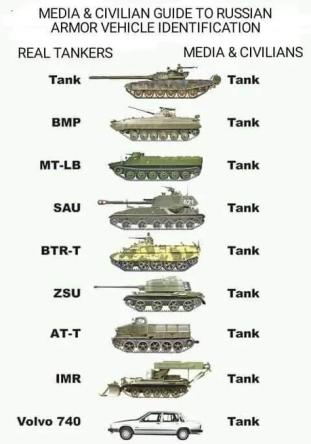 MEDIA & CIVILIAN GUIDE TO RUSSIAN
ARMOR VEHICLE IDENTIFICATION
REAL TANKERS MEDIA & CIVILIANS
Tank Tank
BMP Tank
MT-LB Tank
SAU 621 Tank
BTR-T Tank
ZSU Tank
AT-T Tank
IMR Tank
Volvo 740 Tank